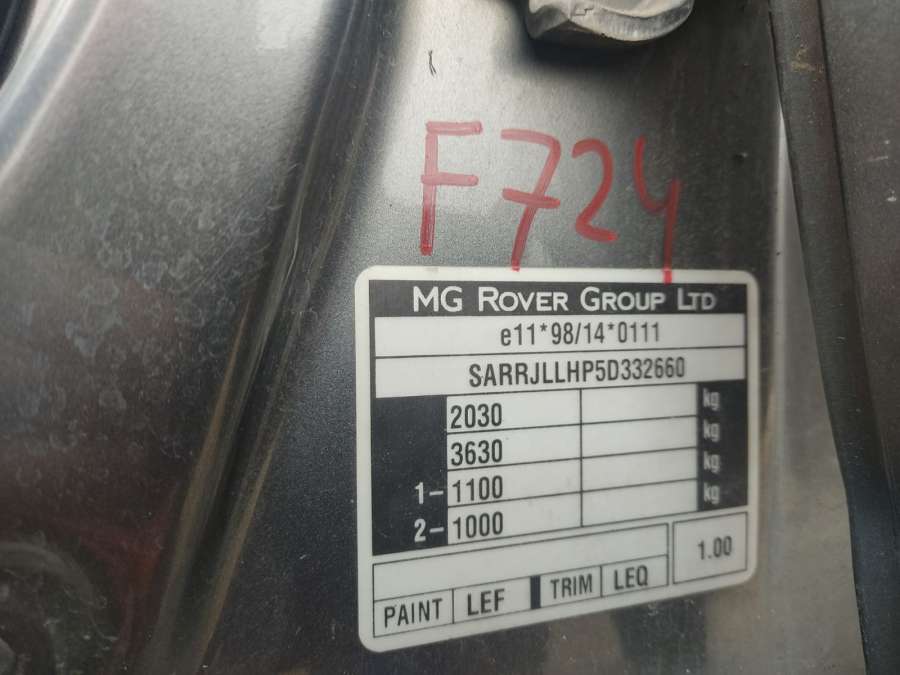 F724
MG ROVER GROUP LTD
e11*98/14*0111
SARRJLLHP5D332660
2030 kg
3630 kg
1- 1100 kg
2- 1000 kg
1.00
PAINT LEF TRIM LEQ